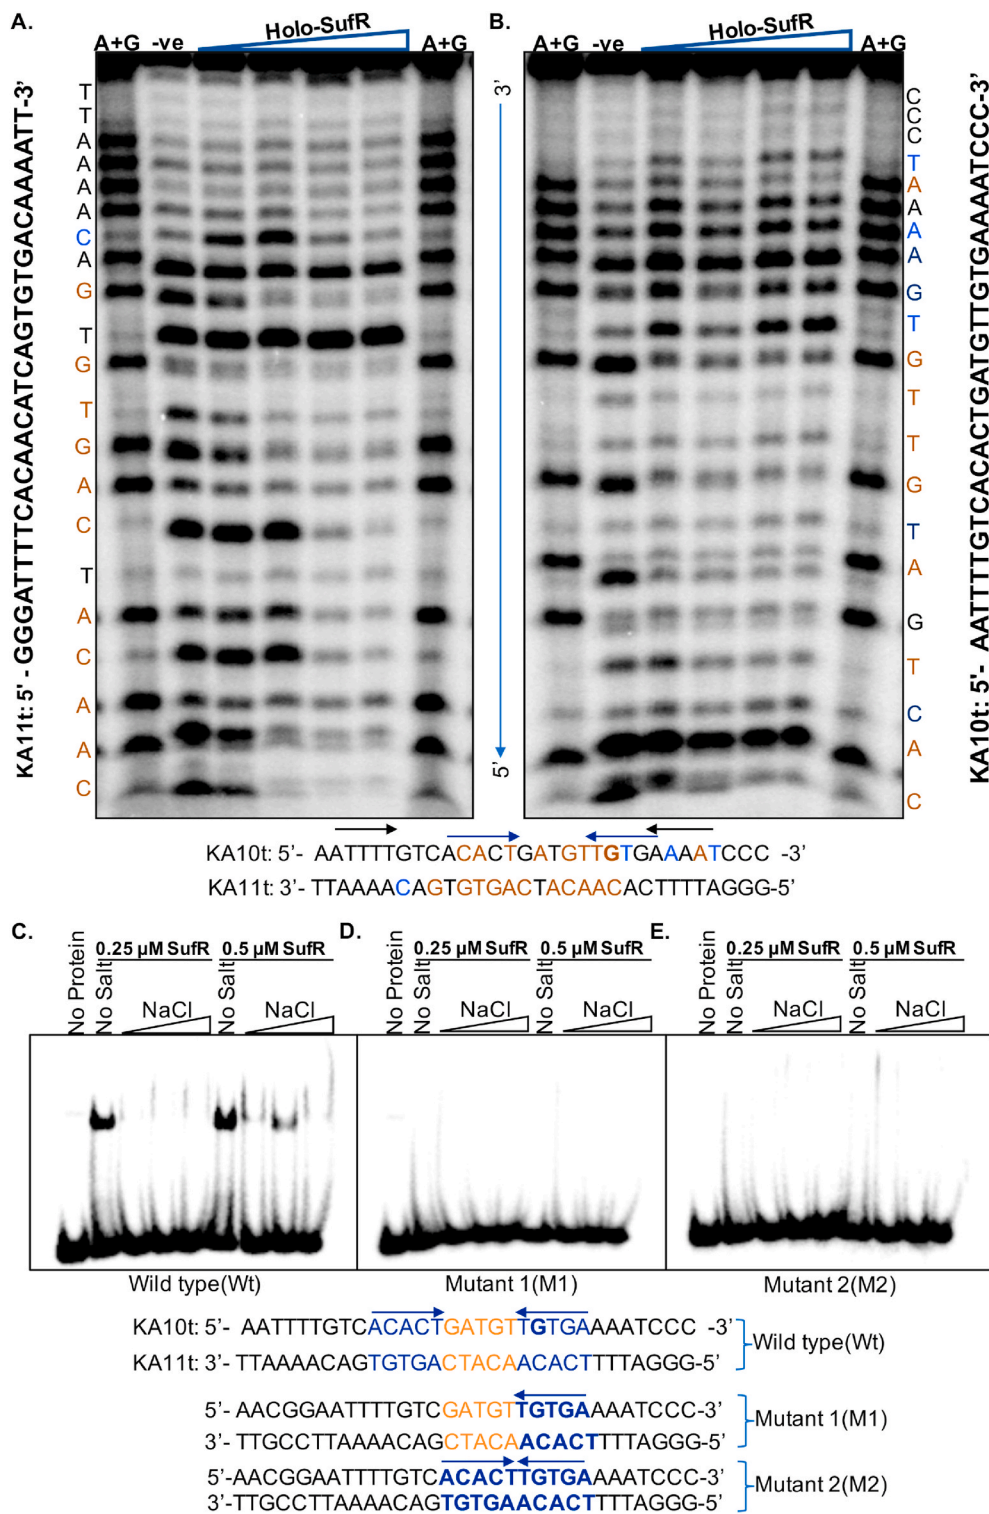 A.
Holo-SufR
A+G -ve A+G
KA11t: 5' - GGGATTTTCACAACATCAGTGTGACAAAATT-3'
T
T
A
A
A
A
C
A
G
T
G
T
G
A
C
T
A
C
A
A
C
B.
Holo-SufR
A+G -ve A+G
3'
5'
C
C
C
T
A
A
A
A
G
T
G
T
T
G
T
A
G
T
C
A
C
KA10t: 5'- AATTTTGTCACACTGATGTTGTGAAAATCCC-3'
KA10t: 5'- AATTTTGTCACACTGATGTTGTGAAAATCCC -3'
KA11t: 3'- TTAAAACAGTGTGACTACAACACTTTTAGGG-5'
C.
No Protein
No Salt
0.25 µM SufR
NaCl
No Salt
0.5 µM SufR
NaCl
Wild type(Wt)
D.
No Protein
No Salt
0.25 µM SufR
NaCl
No Salt
0.5 µM SufR
NaCl
Mutant 1(M1)
E.
No Protein
No Salt
0.25 µM SufR
NaCl
No Salt
0.5 µM SufR
NaCl
Mutant 2(M2)
KA10t: 5'- AATTTTGTCACACTGATGTTGTGAAAATCCC -3'
KA11t: 3'- TTAAAACAGTGTGACTACAACACTTTTAGGG-5'
Wild type(Wt)
5'- AACGGAATTTTGTCGATGTTGTGAAAATCCC-3'
3'- TTGCCTTAAAACAGCTACAACACTTTTAGGG-5'
Mutant 1(M1)
5'-AACGGAATTTTGTCACACTTGTGAAAATCCC-3'
3'-TTGCCTTAAAACAGTGTGAACACTTTTAGGG-5'
Mutant 2(M2)